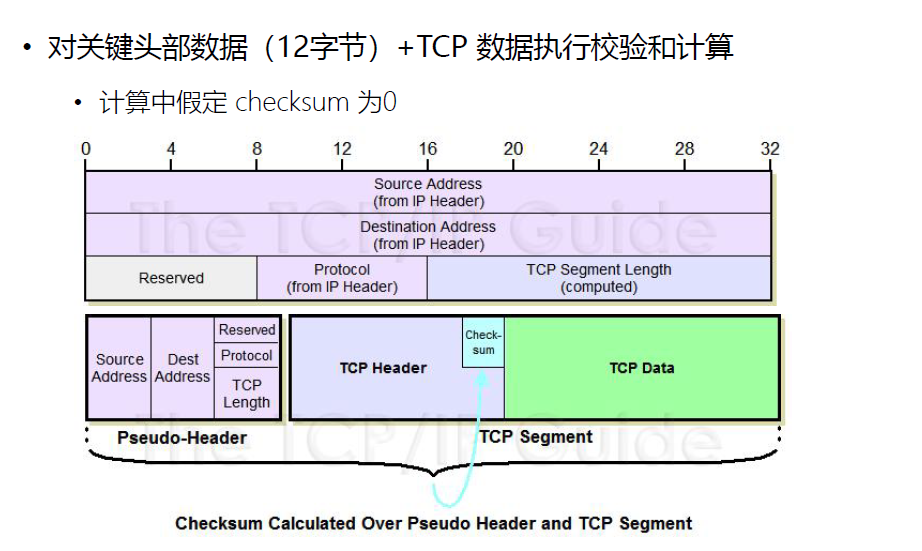 • 对关键头部数据（12字节）+TCP 数据执行校验和计算
• 计算中假定 checksum 为0
0 4 8 12 16 20 24 28 32
Source Address
(from IP Header)
Destination Address
(from IP Header)
Reserved
Protocol
(from IP Header)
TCP Segment Length
(computed)
The TCP/IP Guide
Source
Address
Dest
Address
Reserved
Protocol
TCP
Length
TCP Header
Check-
sum
TCP Data
Pseudo-Header
TCP Segment
The TCP/IP Guide
Checksum Calculated Over Pseudo Header and TCP Segment